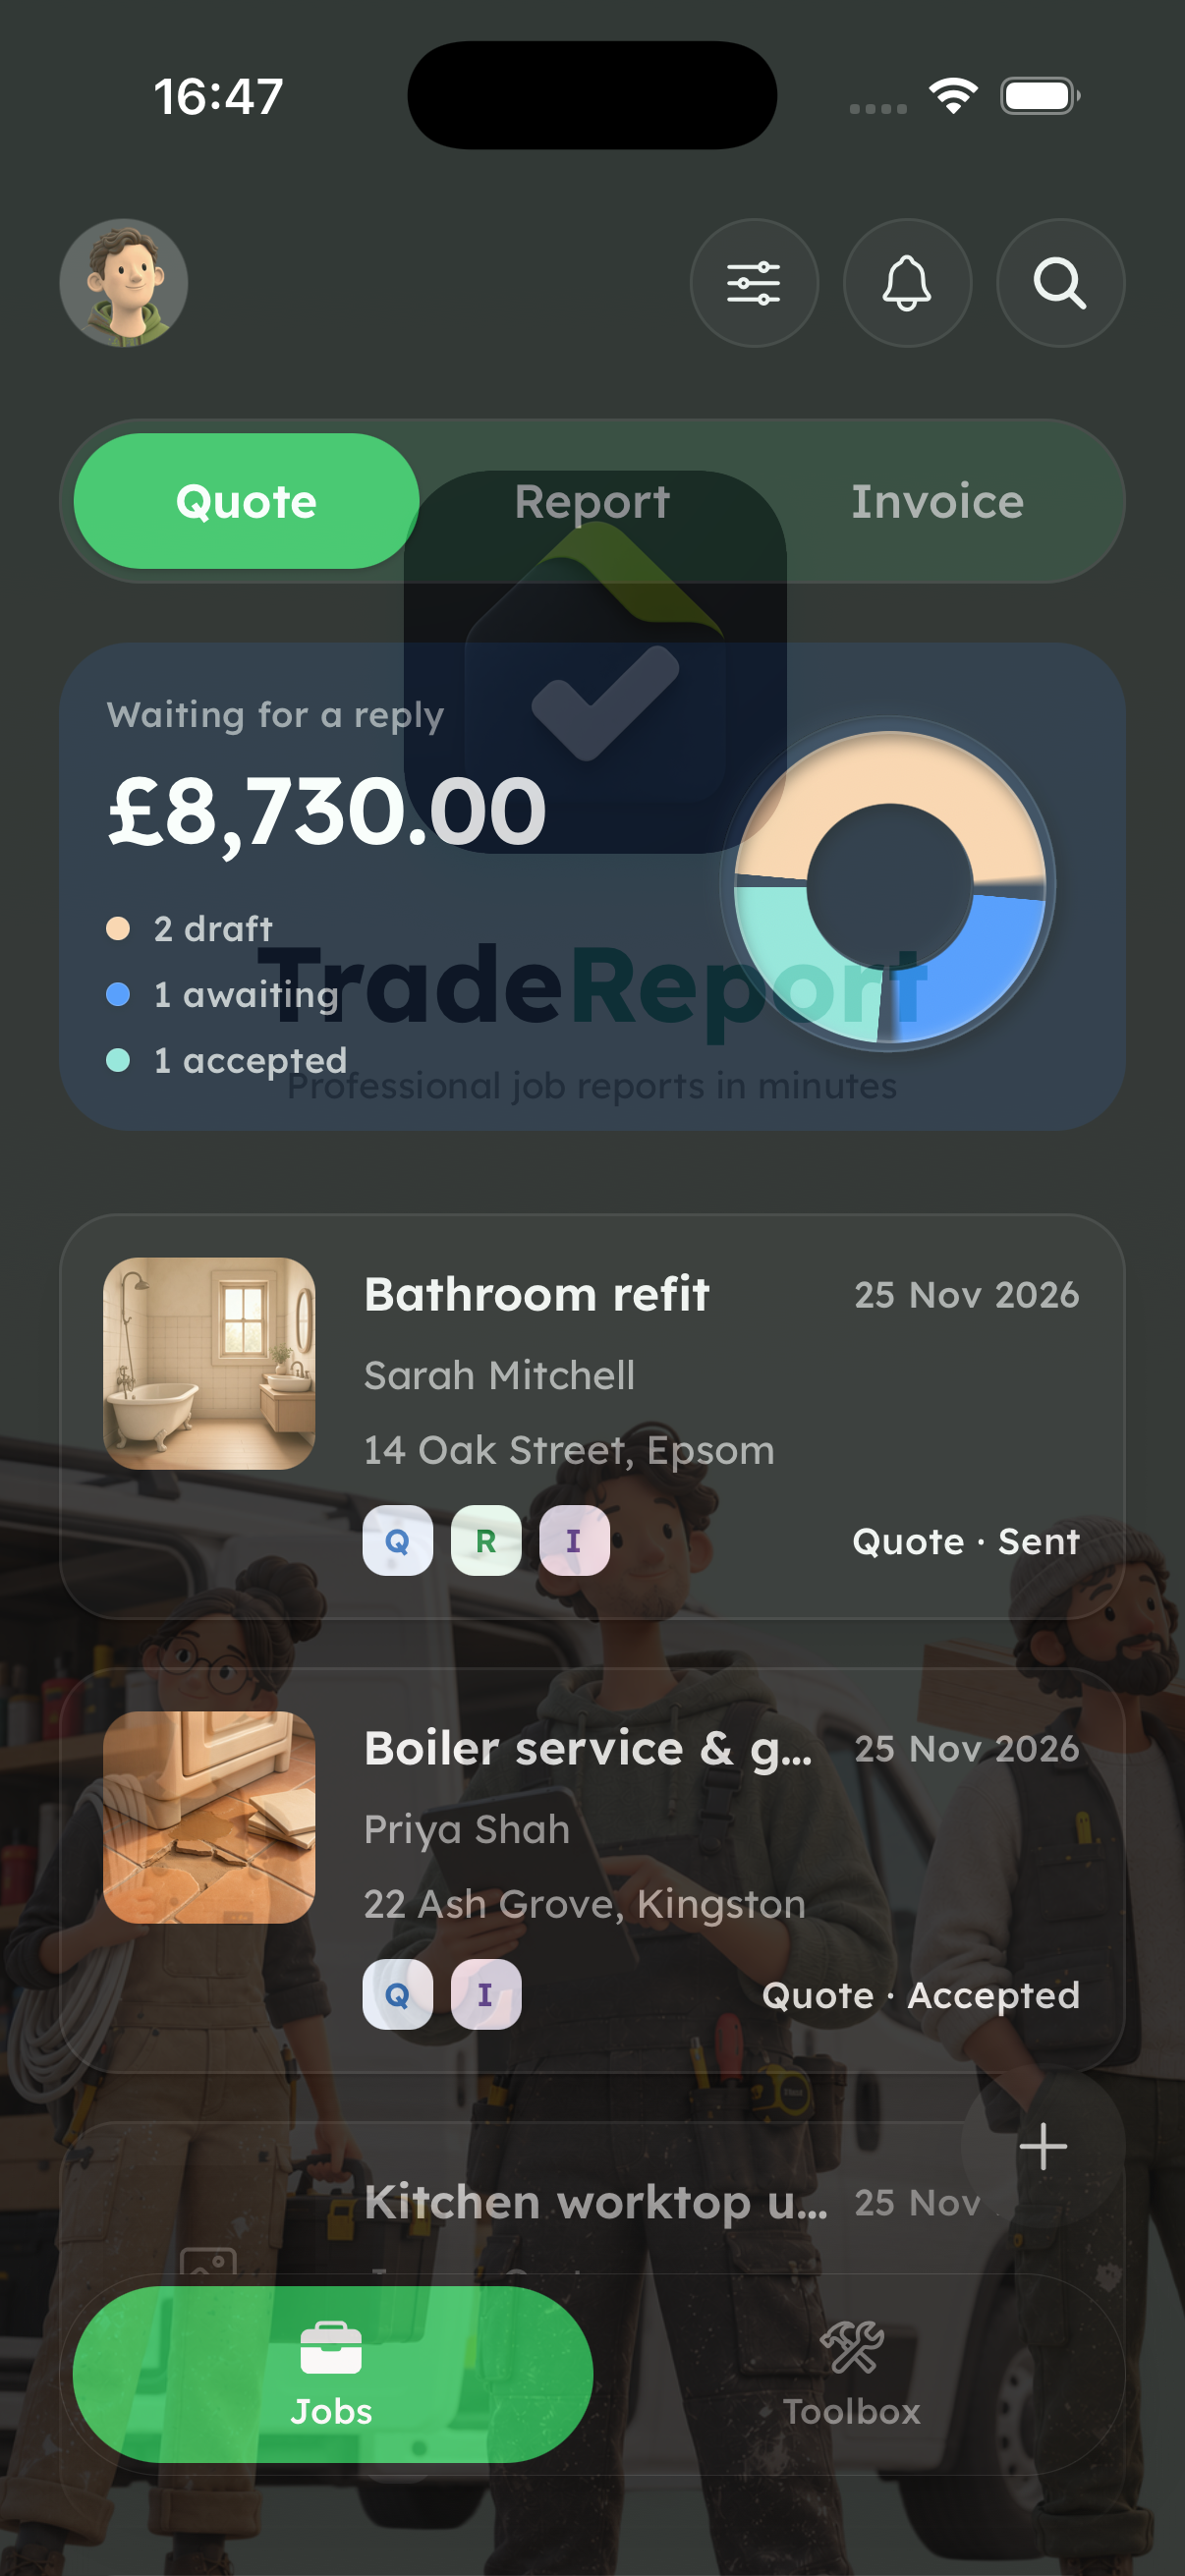 16:47
Quote Report Invoice
Waiting for a reply
£8,730.00
2 draft
TradeReport
1 awaiting
1 accepted
Professional job reports in minutes
Bathroom refit 25 Nov 2026
Sarah Mitchell
14 Oak Street, Epsom
Q R I Quote · Sent
Boiler service & g... 25 Nov 2026
Priya Shah
22 Ash Grove, Kingston
Q I Quote · Accepted
Kitchen worktop u... 25 Nov
Jobs Toolbox